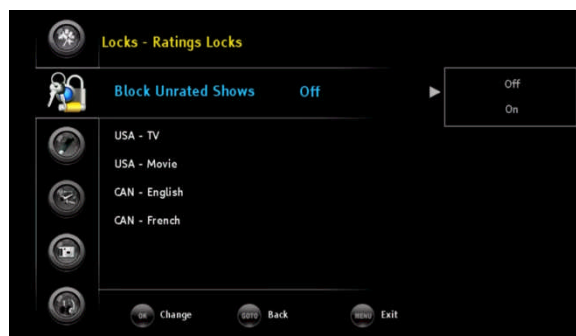 Locks - Ratings Locks
Block Unrated Shows Off
Off
On
USA - TV
USA - Movie
CAN - English
CAN - French
OK Change GOTO Back MENU Exit